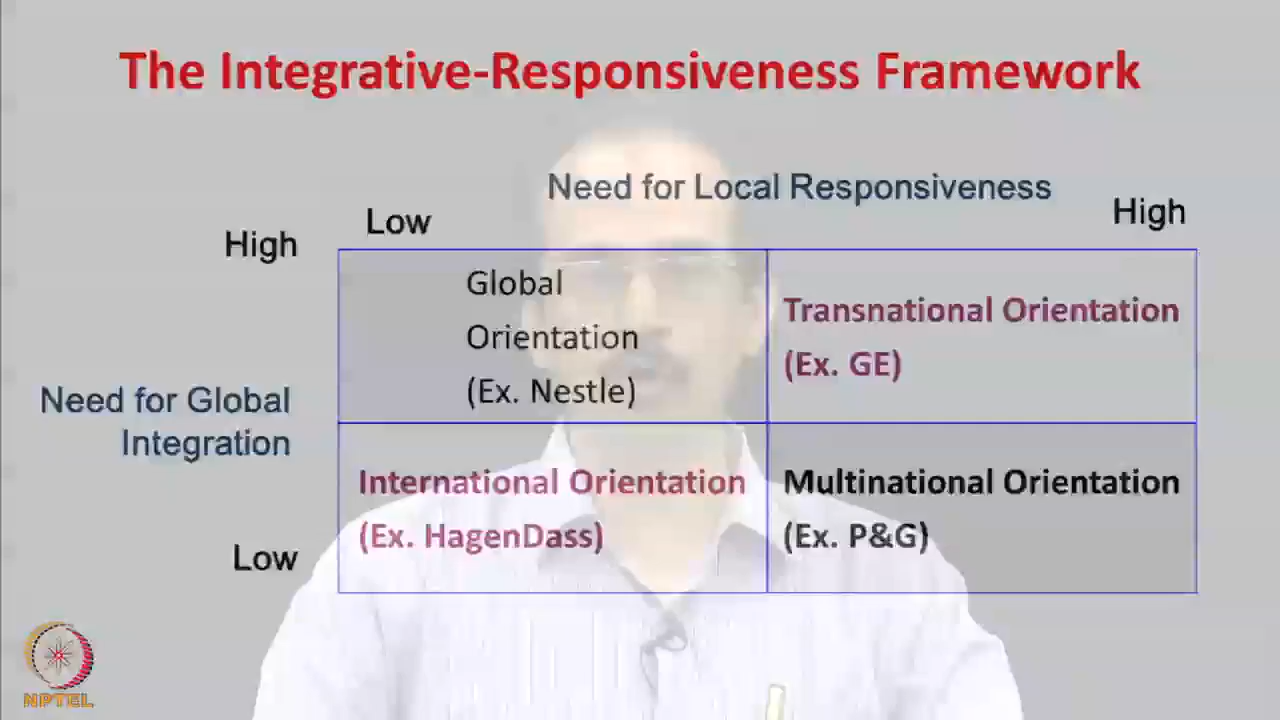 The Integrative-Responsiveness Framework
Need for Local Responsiveness
Low
High
High
Global
Orientation
(Ex. Nestle)
Transnational Orientation
(Ex. GE)
Need for Global
Integration
International Orientation
(Ex. HagenDass)
Multinational Orientation
(Ex. P&G)
Low
NPTEL